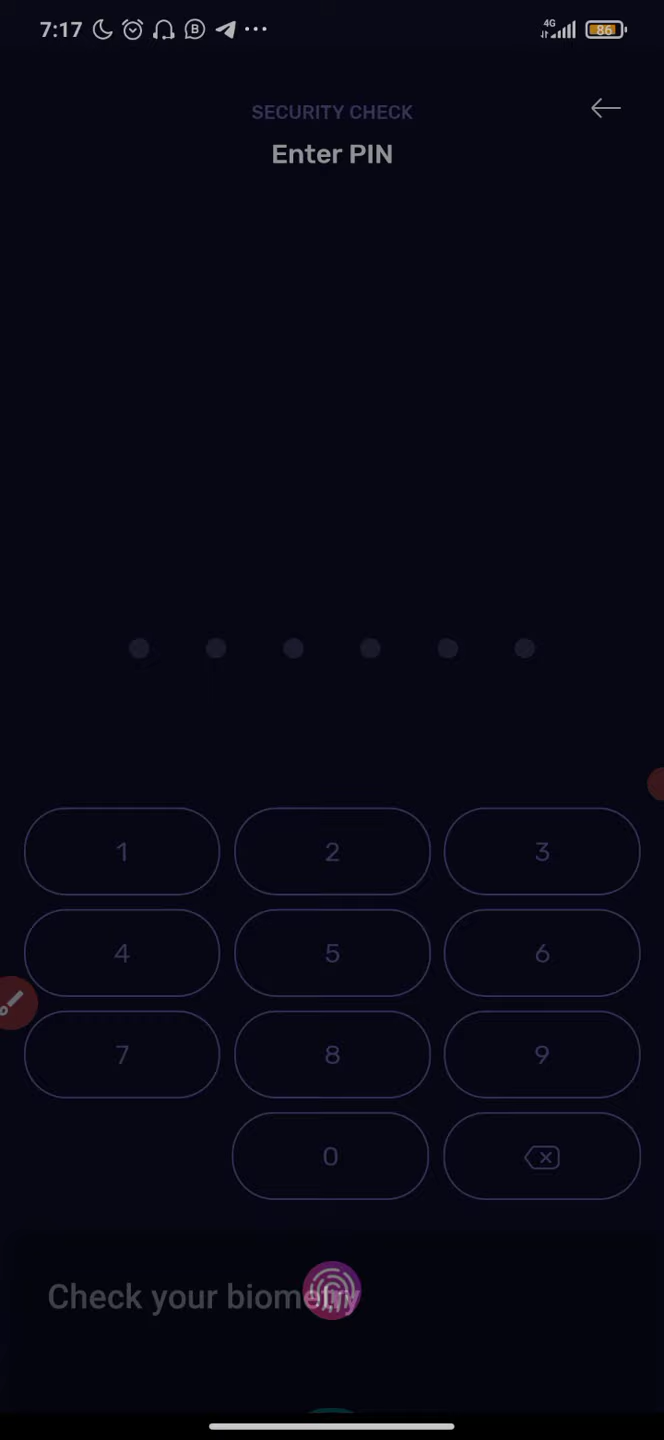 7:17 4G 86
SECURITY CHECK
Enter PIN
1 2 3
4 5 6
7 8 9
0
Check your biometry